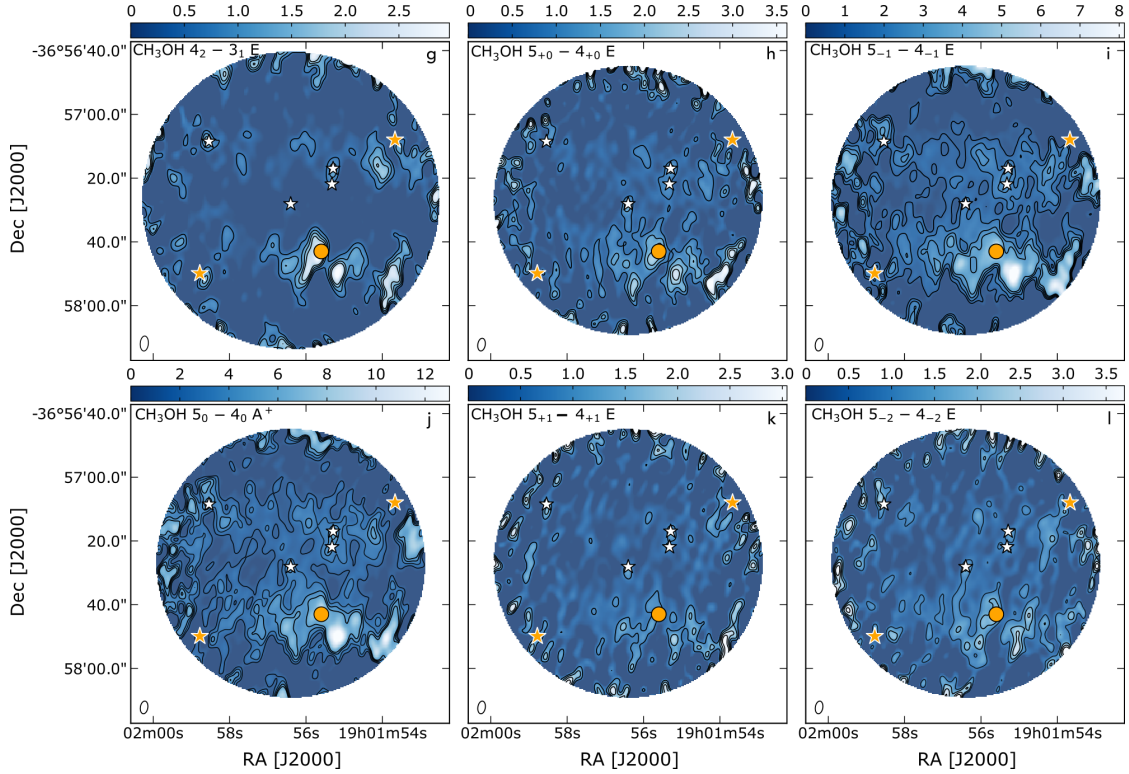 0 1 2 3 4
0.0 0.5 1.0 1.5 2.0 2.5 3.0 3.5
0 1 2 3 4 5 6 7 8
CH₃OH 4₂ − 3₁ E g
CH₃OH 5₊₀ − 4₊₀ E h
CH₃OH 5₋₁ − 4₋₁ E i
-36°56'40.0"
57'00.0"
20.0"
40.0"
58'00.0"
Dec [J2000]
0 2 4 6 8 10 12
0.0 0.5 1.0 1.5 2.0 2.5 3.0
0.0 0.5 1.0 1.5 2.0 2.5 3.0 3.5
CH₃OH 5₀ − 4₀ A⁺ j
CH₃OH 5₊₁ − 4₊₁ E k
CH₃OH 5₋₂ − 4₋₂ E l
-36°56'40.0"
57'00.0"
20.0"
40.0"
58'00.0"
Dec [J2000]
02m00s 58s 56s 19h01m54s
02m00s 58s 56s 19h01m54s
02m00s 58s 56s 19h01m54s
RA [J2000]
RA [J2000]
RA [J2000]